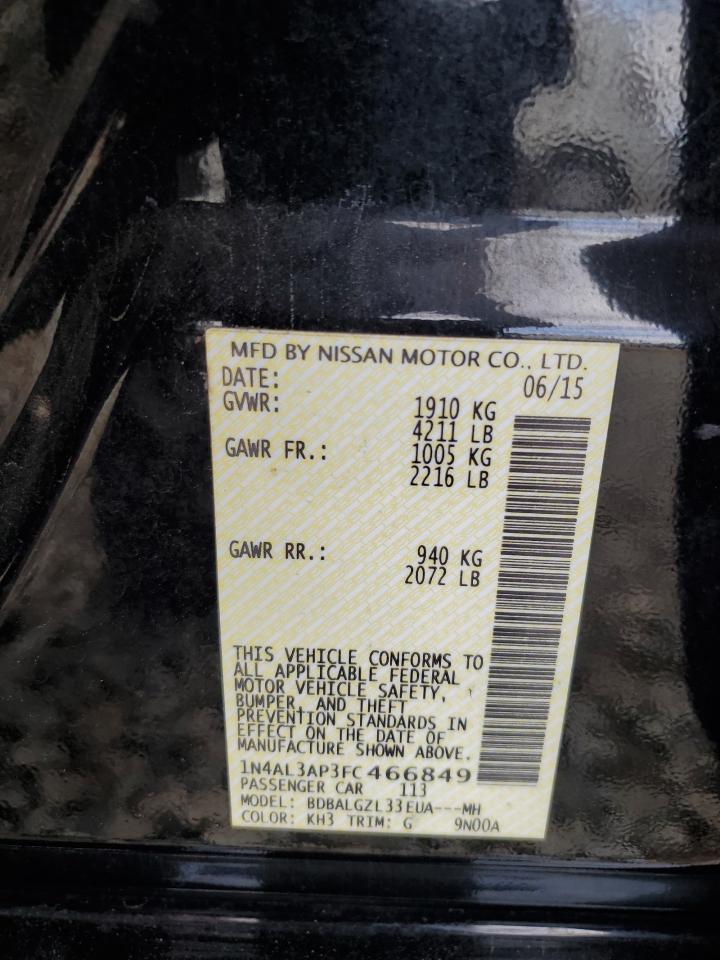 MFD BY NISSAN MOTOR CO., LTD.
DATE: 06/15
GVWR: 1910 KG
4211 LB
GAWR FR.: 1005 KG
2216 LB
GAWR RR.: 940 KG
2072 LB
THIS VEHICLE CONFORMS TO
ALL APPLICABLE FEDERAL
MOTOR VEHICLE SAFETY,
BUMPER, AND THEFT
PREVENTION STANDARDS IN
EFFECT ON THE DATE OF
MANUFACTURE SHOWN ABOVE.
1N4AL3AP3FC466849
PASSENGER CAR 113
MODEL: BDBALGZL33EUA---MH
COLOR: KH3 TRIM: G 9N00A